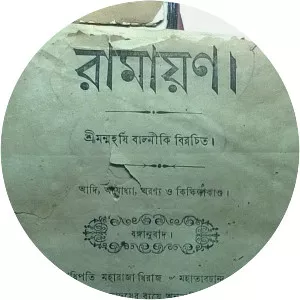 রামায়ণ।
শ্রীমন্মহর্ষি বাল্মীকি বিরচিত।
আদি, অযোধ্যা, অরণ্য ও কিষ্কিন্ধাকাণ্ড।
বঙ্গানুবাদ।
মহারাজা ধিরাজ